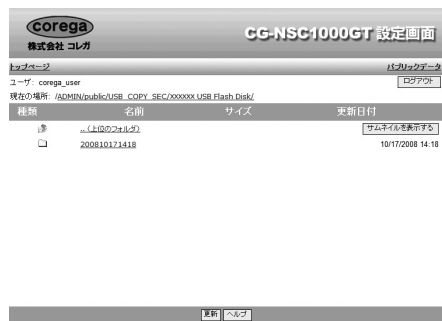 corega
株式会社 コレガ
CG-NSC1000GT 設定画面
トップページ パブリックデータ
ユーザ: corega_user ログアウト
現在の場所: /ADMIN/public/USB_COPY_SEC/xxxxxx USB Flash Disk/
種類 名前 サイズ 更新日付
..(上位のフォルダ) サムネイルを表示する
200810171418 10/17/2008 14:18
更新 ヘルプ